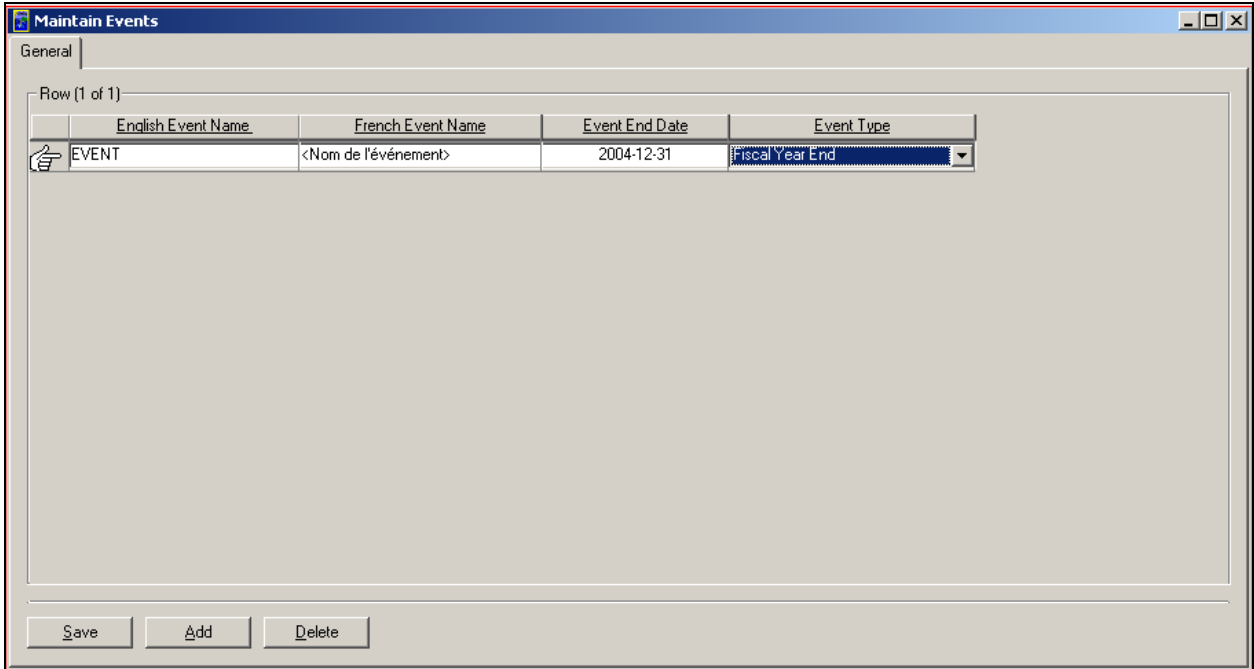 Maintain Events
General
Row (1 of 1)
English Event Name French Event Name Event End Date Event Type
EVENT <Nom de l'événement> 2004-12-31 Fiscal Year End
Save Add Delete